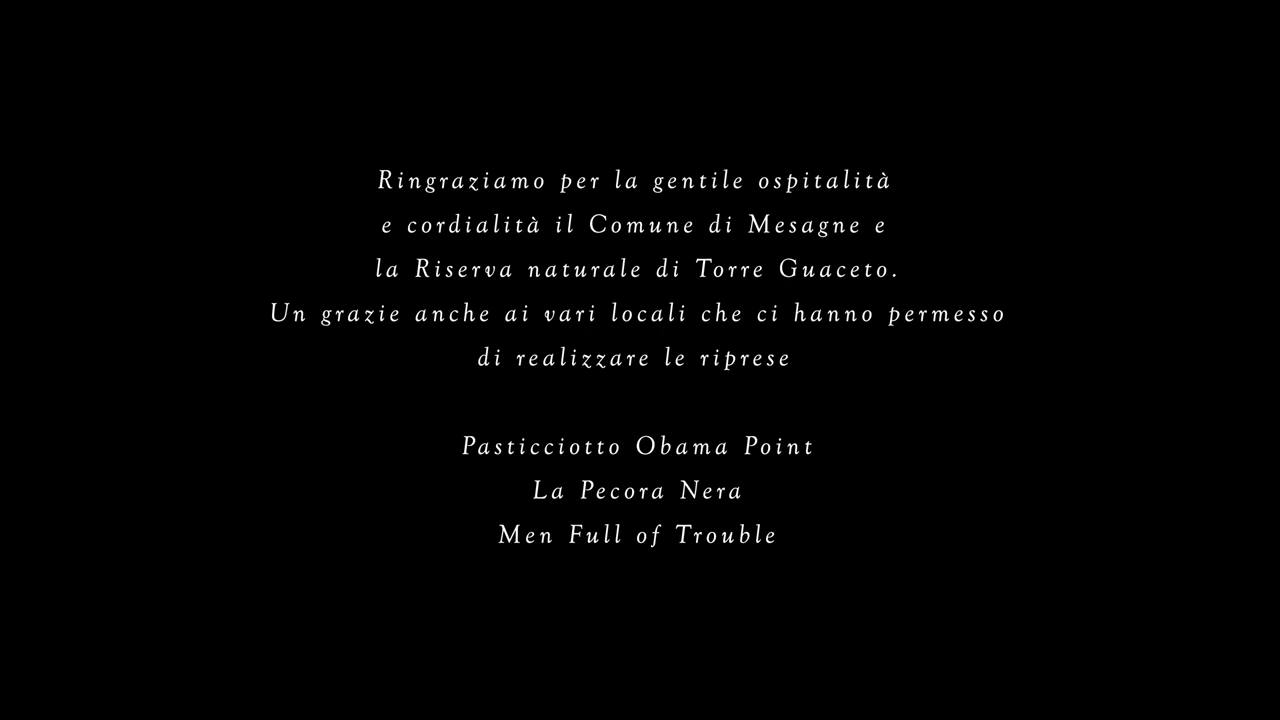 Ringraziamo per la gentile ospitalità
e cordialità il Comune di Mesagne e
la Riserva naturale di Torre Guaceto.
Un grazie anche ai vari locali che ci hanno permesso
di realizzare le riprese
Pasticciotto Obama Point
La Pecora Nera
Men Full of Trouble